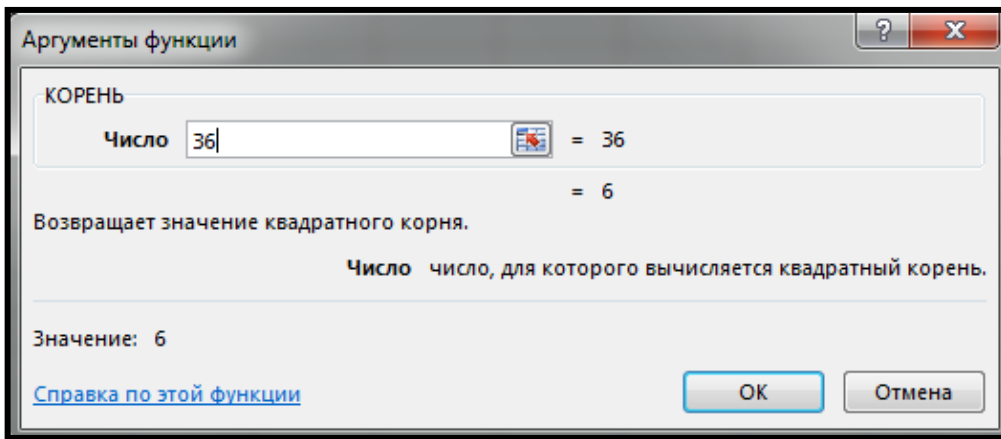 Аргументы функции
КОРЕНЬ
Число 36 = 36
= 6
Возвращает значение квадратного корня.
Число число, для которого вычисляется квадратный корень.
Значение: 6
Справка по этой функции ОК Отмена